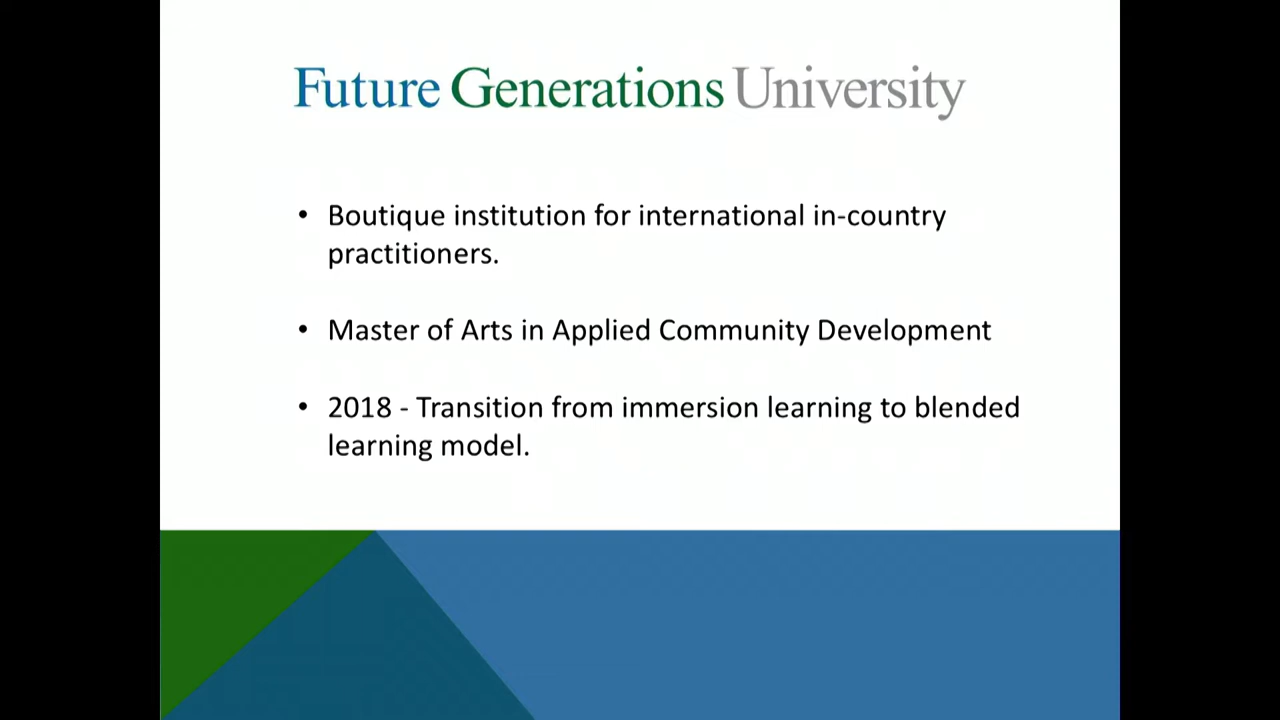 Future Generations University
• Boutique institution for international in-country
practitioners.
• Master of Arts in Applied Community Development
• 2018 - Transition from immersion learning to blended
learning model.